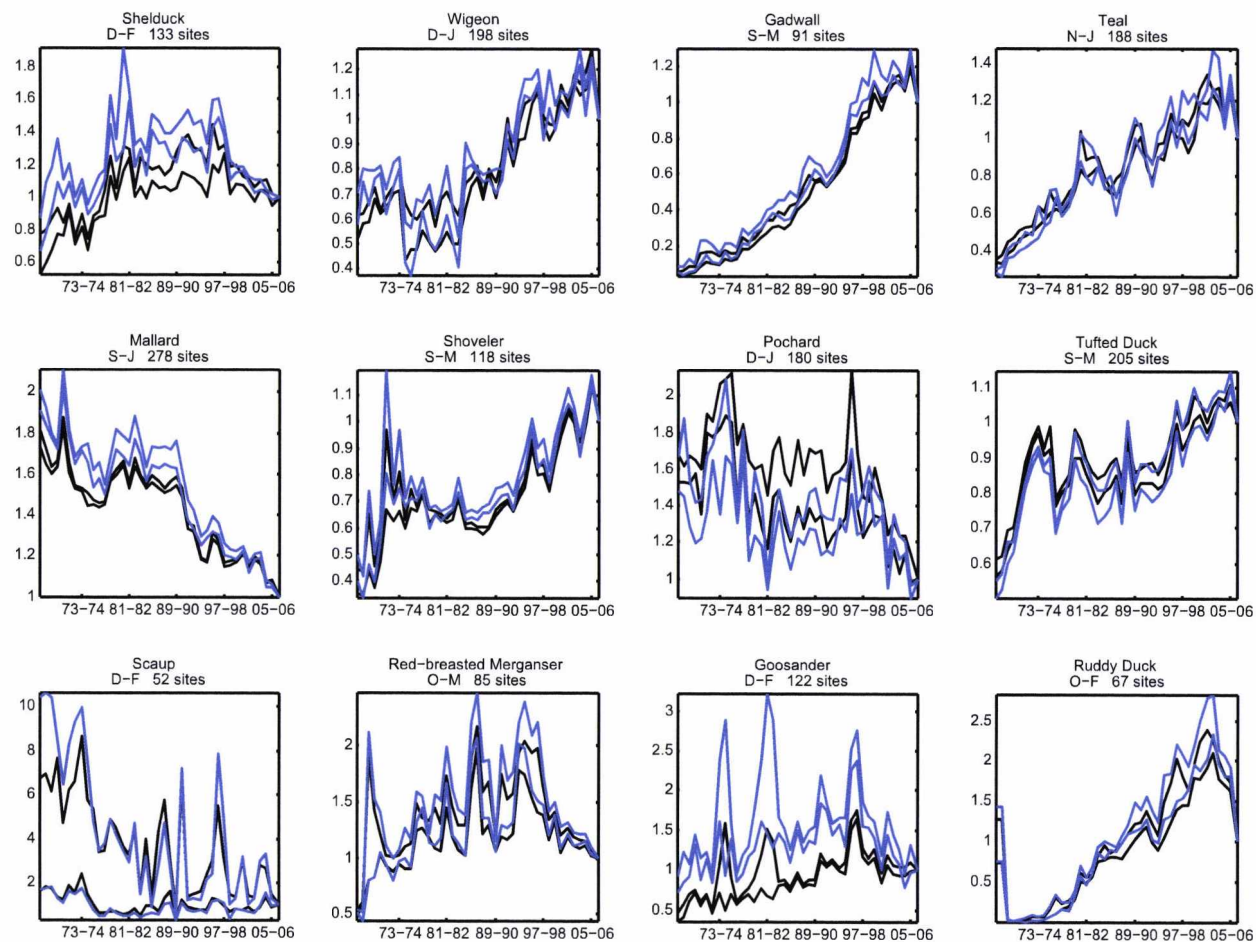 Shelduck
D−F 133 sites
1.8
1.6
1.4
1.2
1
0.8
0.6
73−74 81−82 89−90 97−98 05−06
Wigeon
D−J 198 sites
1.2
1.1
1
0.9
0.8
0.7
0.6
0.5
0.4
73−74 81−82 89−90 97−98 05−06
Gadwall
S−M 91 sites
1.2
1
0.8
0.6
0.4
0.2
73−74 81−82 89−90 97−98 05−06
Teal
N−J 188 sites
1.4
1.2
1
0.8
0.6
0.4
73−74 81−82 89−90 97−98 05−06
Mallard
S−J 278 sites
2
1.8
1.6
1.4
1.2
1
73−74 81−82 89−90 97−98 05−06
Shoveler
S−M 118 sites
1.1
1
0.9
0.8
0.7
0.6
0.5
0.4
73−74 81−82 89−90 97−98 05−06
Pochard
D−J 180 sites
2
1.8
1.6
1.4
1.2
1
73−74 81−82 89−90 97−98 05−06
Tufted Duck
S−M 205 sites
1.1
1
0.9
0.8
0.7
0.6
0.5
73−74 81−82 89−90 97−98 05−06
Scaup
D−F 52 sites
10
8
6
4
2
73−74 81−82 89−90 97−98 05−06
Red−breasted Merganser
O−M 85 sites
2
1.5
1
0.5
73−74 81−82 89−90 97−98 05−06
Goosander
D−F 122 sites
3
2.5
2
1.5
1
0.5
73−74 81−82 89−90 97−98 05−06
Ruddy Duck
O−F 67 sites
2.5
2
1.5
1
0.5
73−74 81−82 89−90 97−98 05−06